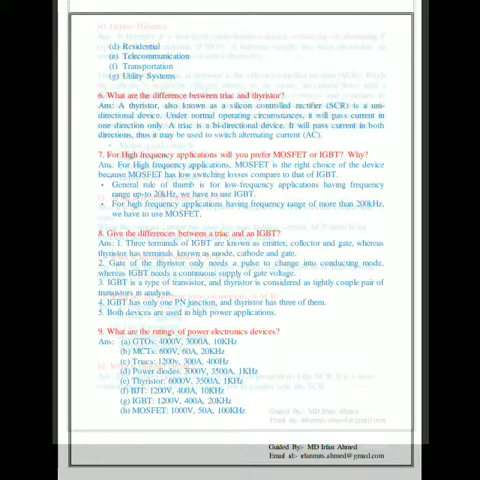 (d) Residential
(e) Telecommunication
(f) Transportation
(g) Utility Systems
6. What are the difference between triac and thyristor?
Ans: A thyristor, also known as a silicon controlled rectifier (SCR) is a uni-
directional device. Under normal operating circumstances, it will pass current in
one direction only. A triac is a bi-directional device. It will pass current in both
directions, thus it may be used to switch alternating current (AC).
7. For High frequency applications will you prefer MOSFET or IGBT? Why?
Ans: For High frequency applications, MOSFET is the right choice of the device
because MOSFET has low switching losses compare to that of IGBT.
• General rule of thumb is for low-frequency applications having frequency
range up-to 20kHz, we have to use IGBT.
• For high frequency applications having frequency range of more than 200kHz,
we have to use MOSFET.
8. Give the differences between a triac and an IGBT?
Ans: 1. Three terminals of IGBT are known as emitter, collector and gate, whereas
thyristor has terminals known as anode, cathode and gate.
2. Gate of the thyristor only needs a pulse to change into conducting mode,
whereas IGBT needs a continuous supply of gate voltage.
3. IGBT is a type of transistor, and thyristor is considered as tightly couple pair of
transistors in analysis.
4. IGBT has only one PN junction, and thyristor has three of them.
5. Both devices are used in high power applications.
9. What are the ratings of power electronics devices?
Ans: (a) GTOs: 4000V, 3000A, 10KHz
(b) MCTs: 600V, 60A, 20KHz
(c) Triacs: 1200v, 300A, 400Hz
(d) Power diodes: 3000V, 3500A, 1KHz
(e) Thyristor: 6000V, 3500A, 1KHz
(f) BJT: 1200V, 400A, 10KHz
(g) IGBT: 1200V, 400A, 20KHz
(h) MOSFET: 1000V, 50A, 100KHz
Guided By:- MD Irfan Ahmed
Guided By:- MD Irfan Ahmed
Email id:- irfanmts.ahmed@gmail.com